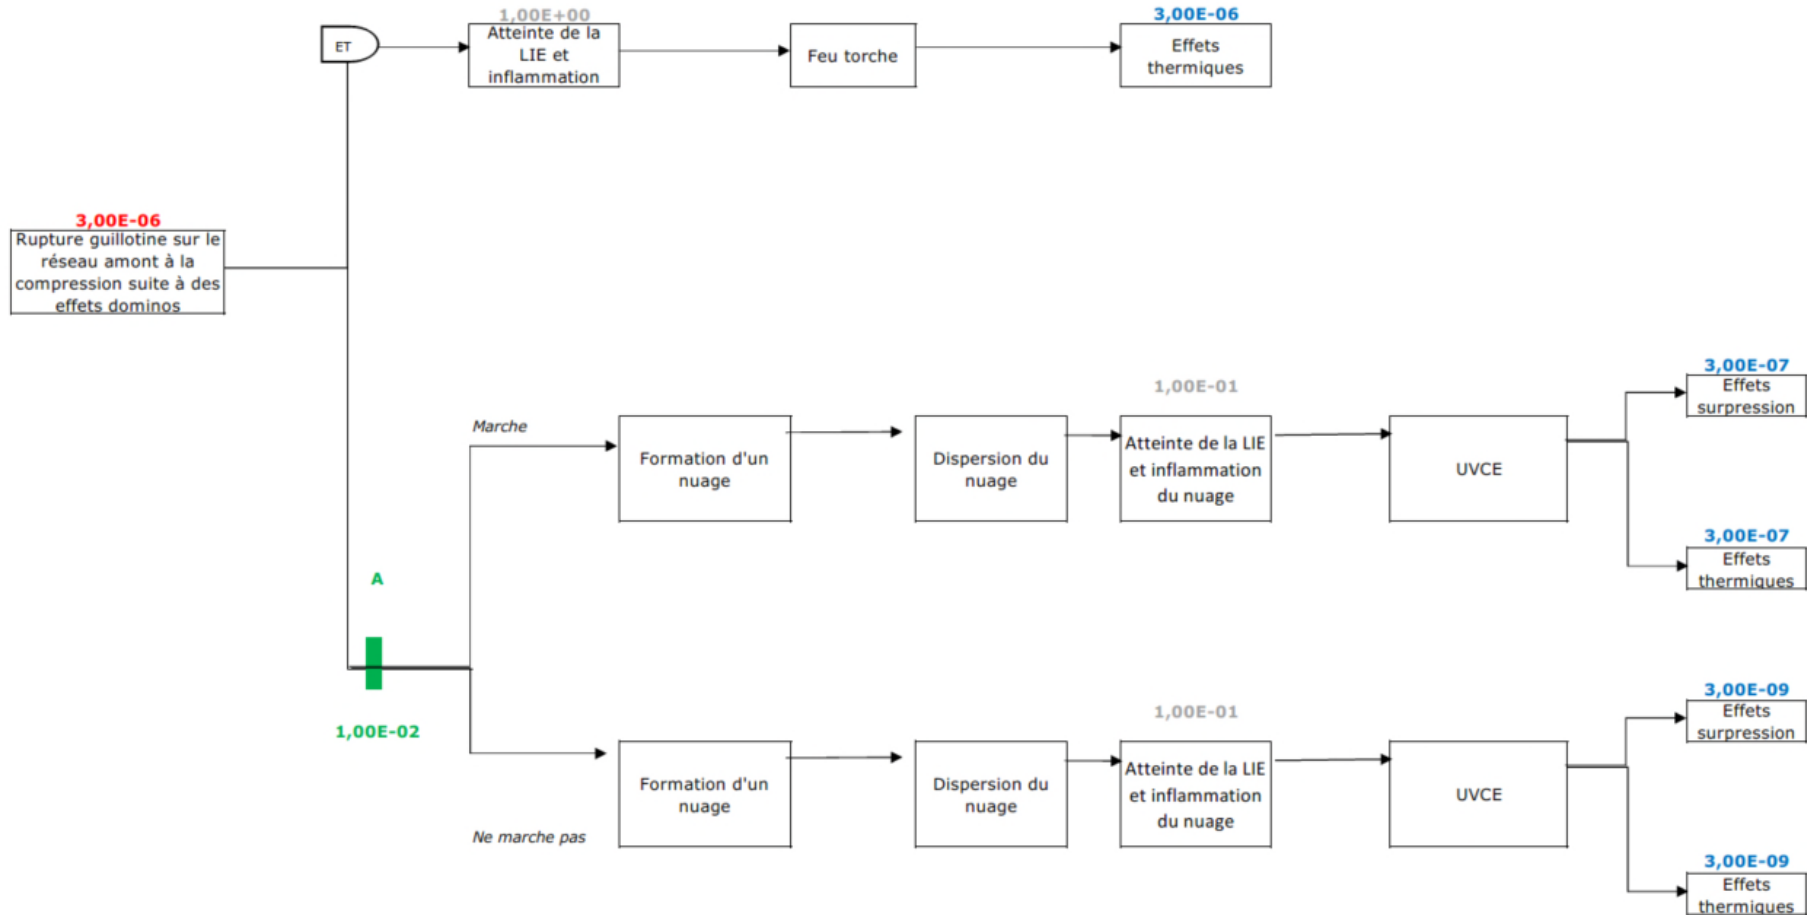 1,00E+00
3,00E-06
ET
Atteinte de la
LIE et
inflammation
Feu torche
Effets
thermiques
3,00E-06
Rupture guillotine sur le
réseau amont à la
compression suite à des
effets dominos
Marche
Formation d'un
nuage
Dispersion du
nuage
1,00E-01
Atteinte de la LIE
et inflammation
du nuage
UVCE
3,00E-07
Effets
surpression
3,00E-07
Effets
thermiques
A
1,00E-02
Ne marche pas
Formation d'un
nuage
Dispersion du
nuage
1,00E-01
Atteinte de la LIE
et inflammation
du nuage
UVCE
3,00E-09
Effets
surpression
3,00E-09
Effets
thermiques